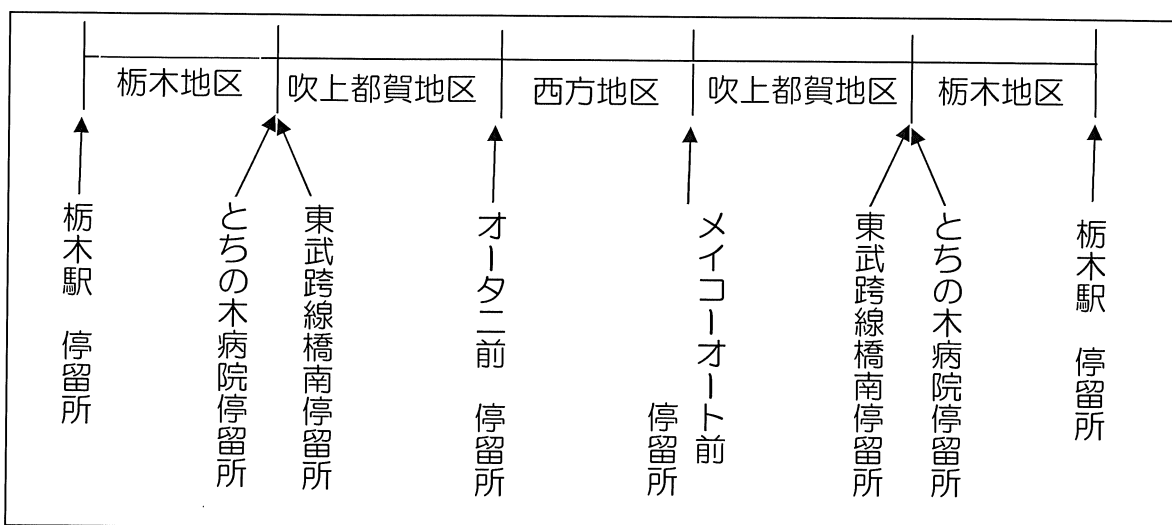 栃木地区
吹上都賀地区
西方地区
吹上都賀地区
栃木地区
栃木駅 停留所
とちの木病院停留所
東武跨線橋南停留所
オータニ前 停留所
メイコーオート前
停留所
東武跨線橋南停留所
とちの木病院停留所
栃木駅 停留所